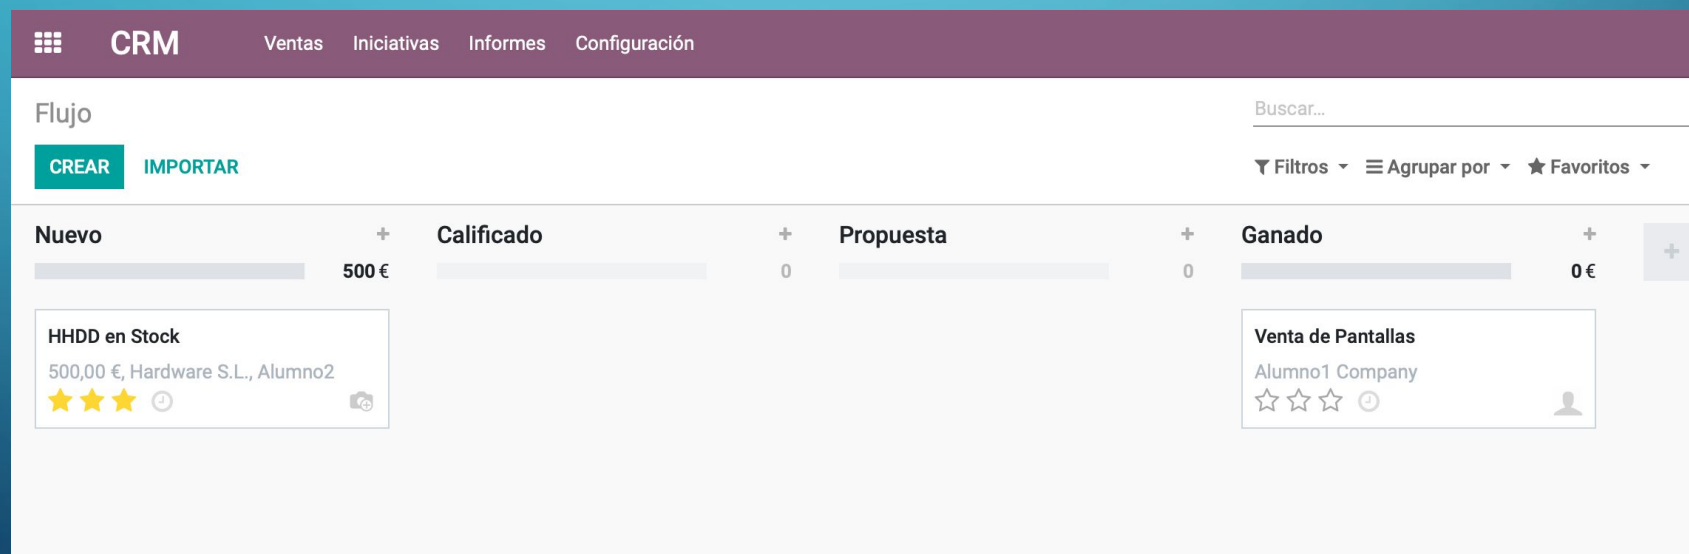 CRM Ventas Iniciativas Informes Configuración
Flujo
Buscar...
CREAR IMPORTAR
Filtros Agrupar por Favoritos
Nuevo + Calificado + Propuesta + Ganado + +
500 € 0 0 0 €
HHDD en Stock
500,00 €, Hardware S.L., Alumno2
Venta de Pantallas
Alumno1 Company